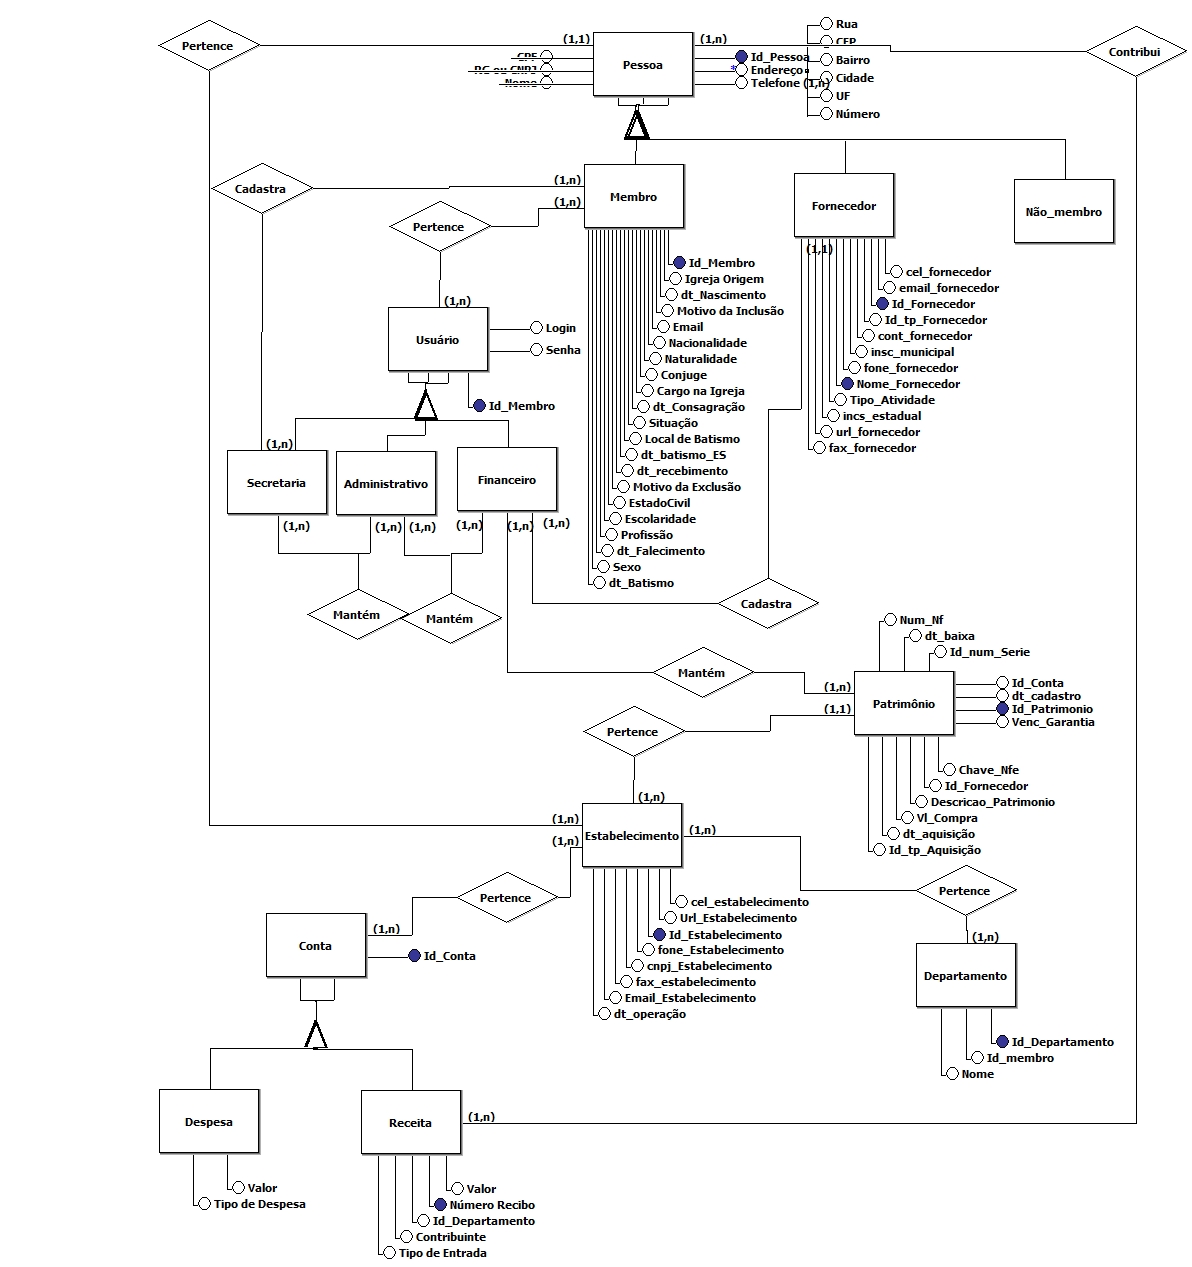 Pertence
(1,1)
Pessoa
(1,n)
Rua
CEP
Bairro
Cidade
UF
Número
Contribui
CPF
RG ou CNPJ
Nome
Id_Pessoa
Endereço
Telefone (1,n)
Cadastra
(1,n)
(1,n)
Membro
Pertence
(1,n)
Fornecedor
(1,1)
Não_membro
Id_Membro
Igreja Origem
dt_Nascimento
Motivo da Inclusão
Email
Nacionalidade
Naturalidade
Conjuge
Cargo na Igreja
dt_Consagração
Situação
Local de Batismo
dt_batismo_ES
dt_recebimento
Motivo da Exclusão
EstadoCivil
Escolaridade
Profissão
dt_Falecimento
Sexo
dt_Batismo
cel_fornecedor
email_fornecedor
Id_Fornecedor
Id_tp_Fornecedor
cont_fornecedor
insc_municipal
fone_fornecedor
Nome_Fornecedor
Tipo_Atividade
incs_estadual
url_fornecedor
fax_fornecedor
Usuário
Login
Senha
Id_Membro
(1,n)
Secretaria
Administrativo
Financeiro
(1,n)
(1,n)
(1,n)
(1,n)
(1,n)
(1,n)
Mantém
Mantém
Cadastra
Mantém
(1,n)
(1,1)
Patrimônio
Num_Nf
dt_baixa
Id_num_Serie
Id_Conta
dt_cadastro
Id_Patrimonio
Venc_Garantia
Chave_Nfe
Id_Fornecedor
Descricao_Patrimonio
Vl_Compra
dt_aquisição
Id_tp_Aquisição
Pertence
(1,n)
(1,n)
(1,n)
Estabelecimento
(1,n)
Pertence
(1,n)
Departamento
Id_Departamento
Id_membro
Nome
cel_estabelecimento
Url_Estabelecimento
Id_Estabelecimento
fone_Estabelecimento
cnpj_Estabelecimento
fax_estabelecimento
Email_Estabelecimento
dt_operação
Pertence
(1,n)
Conta
Id_Conta
Despesa
Valor
Tipo de Despesa
Receita
(1,n)
Valor
Número Recibo
Id_Departamento
Contribuinte
Tipo de Entrada